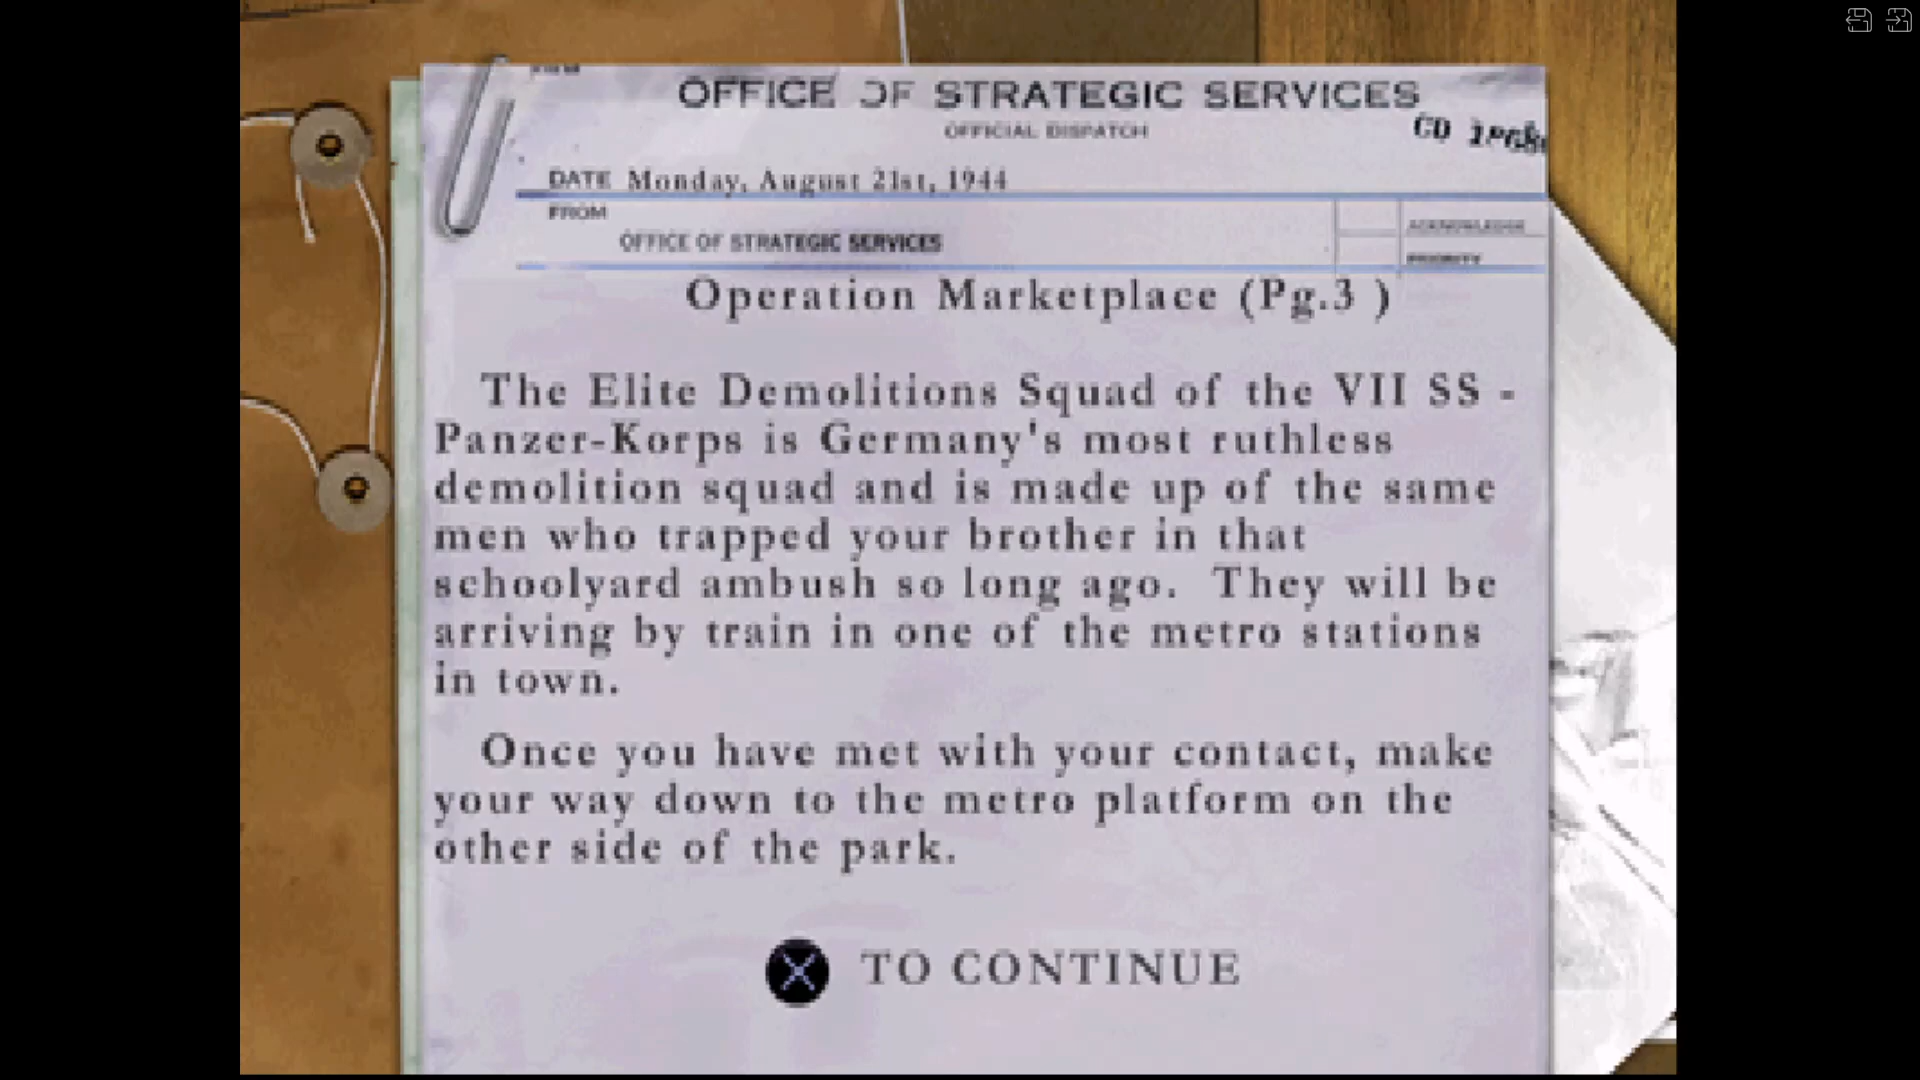 OFFICE OF STRATEGIC SERVICES
OFFICIAL DISPATCH
CD
DATE Monday, August 21st, 1944
FROM
OFFICE OF STRATEGIC SERVICES
ACKNOWLEDGE
PRIORITY
Operation Marketplace (Pg.3 )
The Elite Demolitions Squad of the VII SS -
Panzer-Korps is Germany's most ruthless
demolition squad and is made up of the same
men who trapped your brother in that
schoolyard ambush so long ago. They will be
arriving by train in one of the metro stations
in town.
Once you have met with your contact, make
your way down to the metro platform on the
other side of the park.
TO CONTINUE